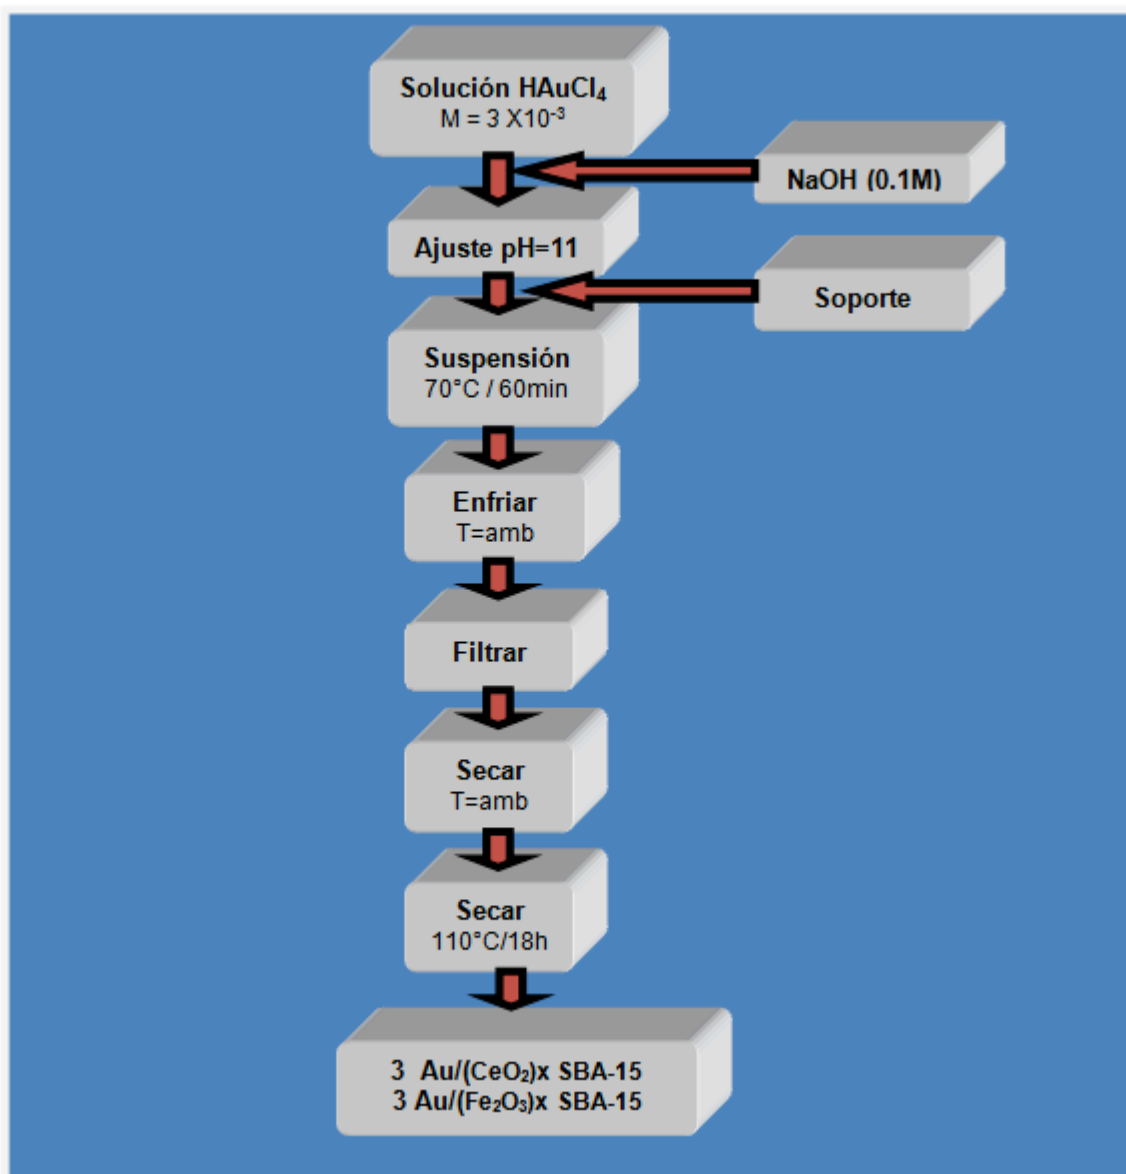 Solución HAuCl₄
M = 3 X10⁻³
NaOH (0.1M)
Ajuste pH=11
Soporte
Suspensión
70°C / 60min
Enfriar
T=amb
Filtrar
Secar
T=amb
Secar
110°C/18h
3 Au/(CeO₂)x SBA-15
3 Au/(Fe₂O₃)x SBA-15